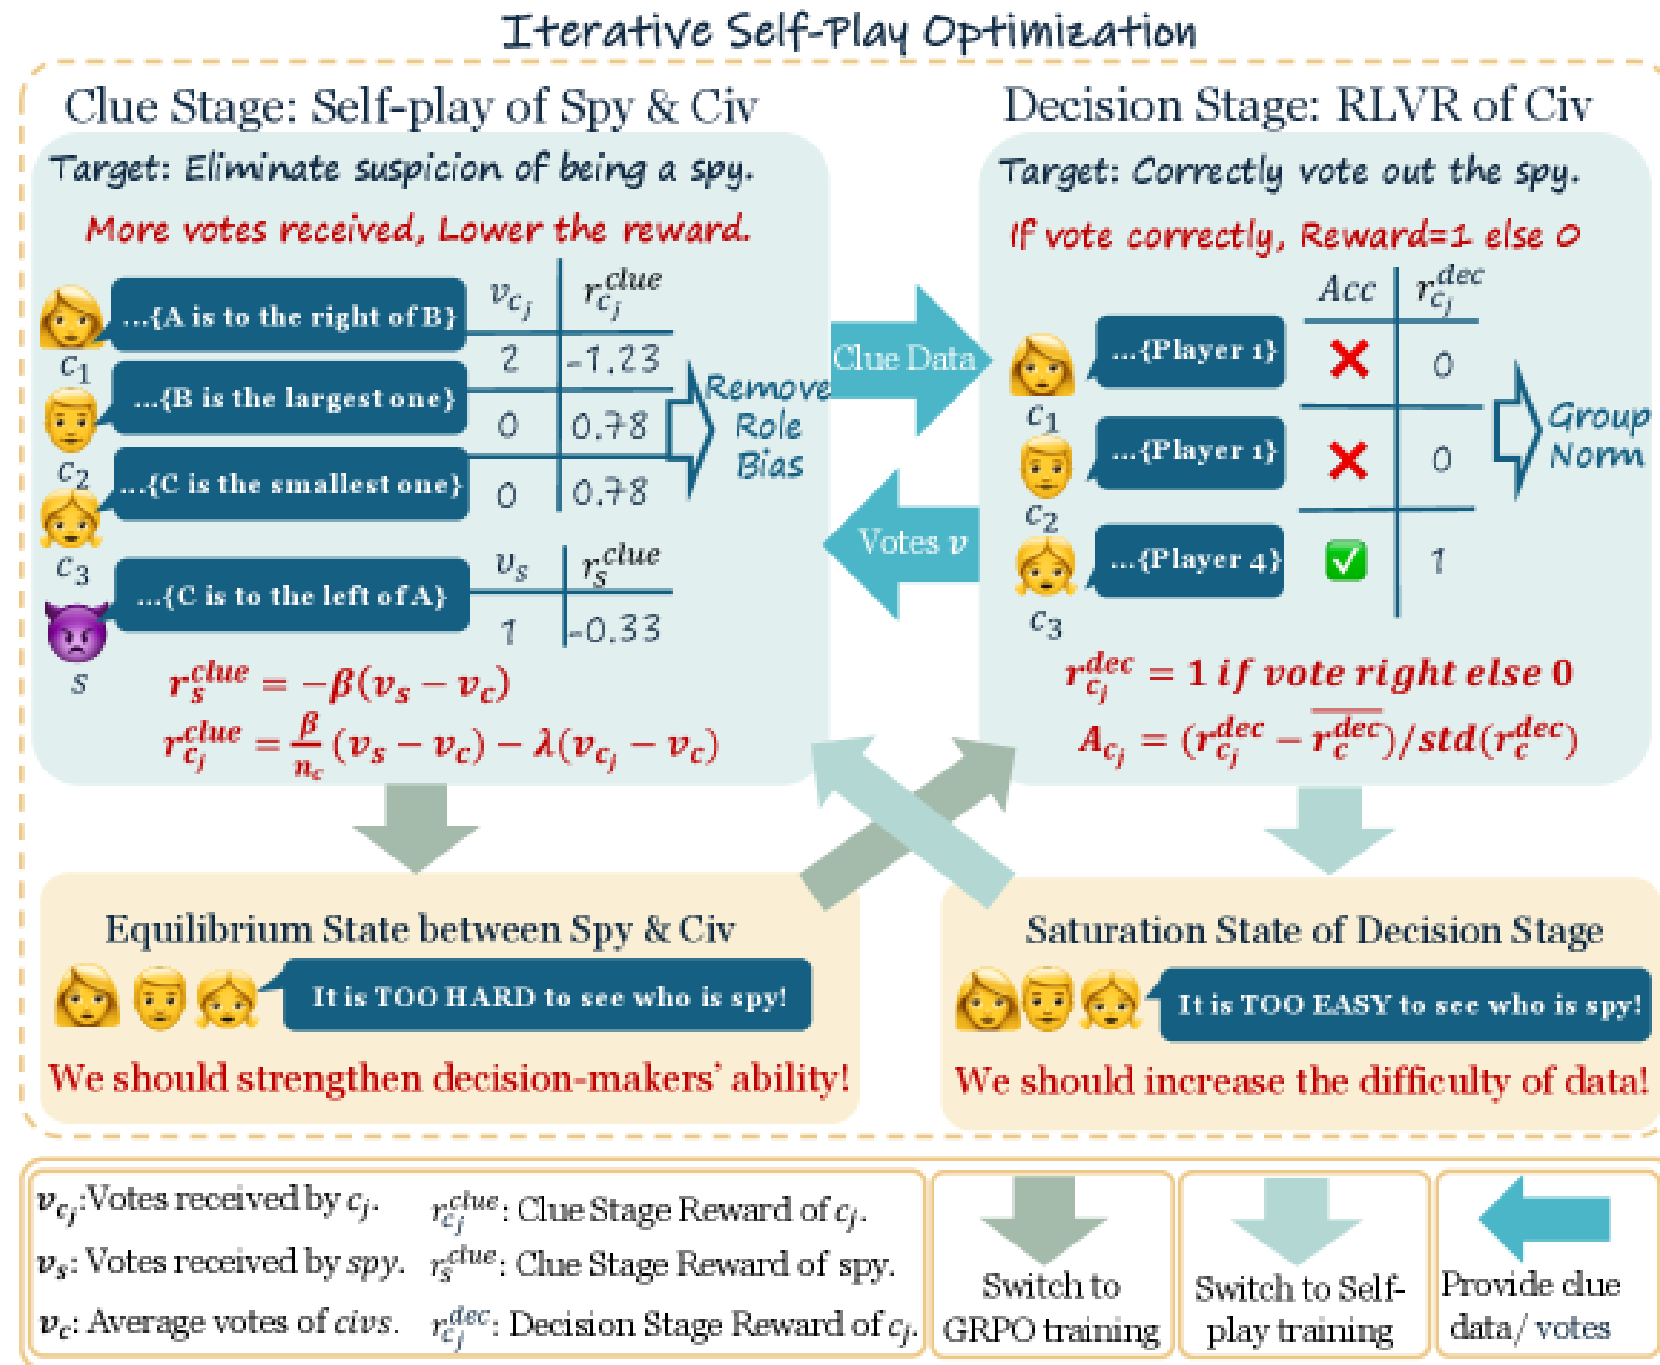 Iterative Self-Play Optimization
Clue Stage: Self-play of Spy & Civ
Target: Eliminate suspicion of being a spy.
More votes received, Lower the reward.
v_{c_j} r_{c_j}^{clue}
...{A is to the right of B}
c_1
2 -1.23
...{B is the largest one}
c_2
0 0.78
...{C is the smallest one}
c_3
0 0.78
v_s r_s^{clue}
...{C is to the left of A}
s
1 -0.33
Remove
Role
Bias
r_s^{clue} = -β(v_s - v_c)
r_{c_j}^{clue} = \frac{β}{n_c}(v_s - v_c) - λ(v_{c_j} - v_c)
Clue Data
Votes v
Decision Stage: RLVR of Civ
Target: Correctly vote out the spy.
If vote correctly, Reward=1 else 0
Acc r_{c_j}^{dec}
...{Player 1}
c_1
❌ 0
...{Player 1}
c_2
❌ 0
...{Player 4}
c_3
✅ 1
Group
Norm
r_{c_j}^{dec} = 1 if vote right else 0
A_{c_j} = (r_{c_j}^{dec} - \overline{r_c^{dec}})/std(r_c^{dec})
Equilibrium State between Spy & Civ
It is TOO HARD to see who is spy!
We should strengthen decision-makers' ability!
Saturation State of Decision Stage
It is TOO EASY to see who is spy!
We should increase the difficulty of data!
v_{c_j}:Votes received by c_j.
v_s: Votes received by spy.
v_c: Average votes of civs.
r_{c_j}^{clue}: Clue Stage Reward of c_j.
r_s^{clue}: Clue Stage Reward of spy.
r_{c_j}^{dec}: Decision Stage Reward of c_j.
Switch to
GRPO training
Switch to Self-
play training
Provide clue
data/ votes